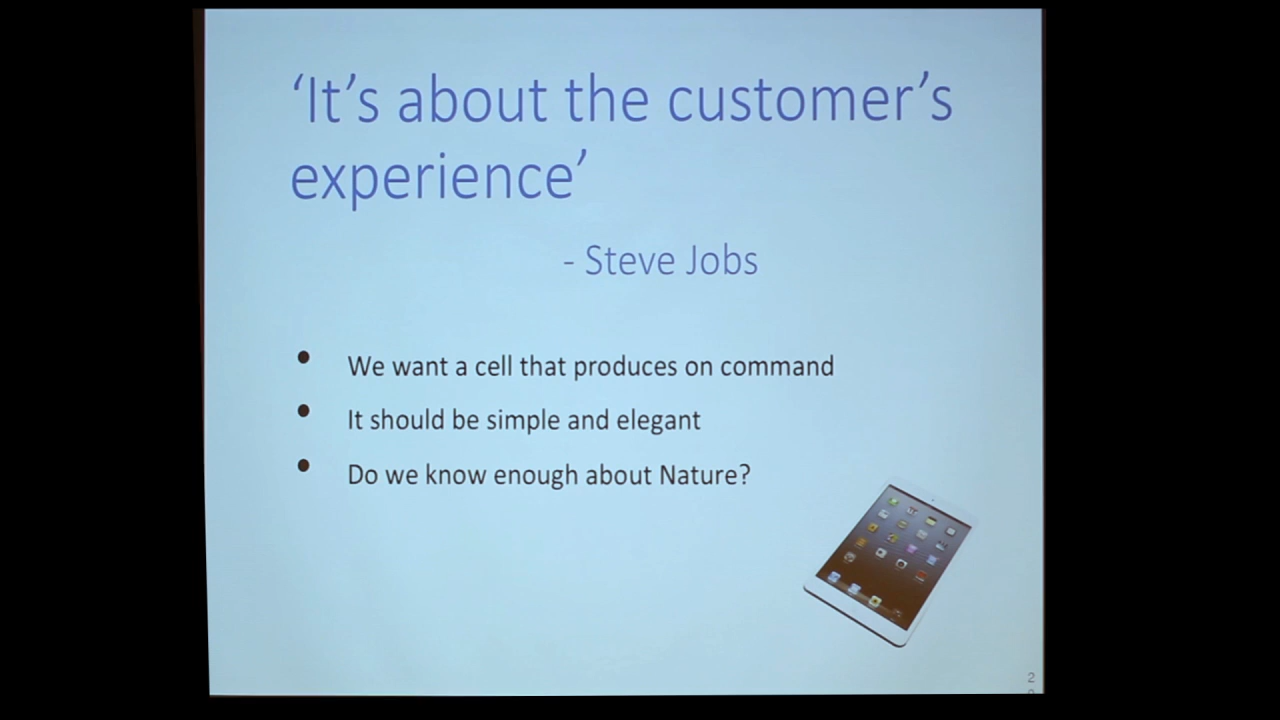 ‘It’s about the customer’s
experience’
- Steve Jobs
• We want a cell that produces on command
• It should be simple and elegant
• Do we know enough about Nature?
2